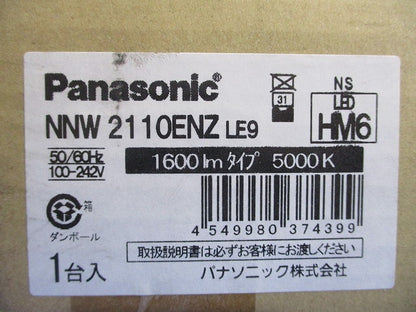 Panasonic®
NNW 2110ENZ LE9
31
NS
LED
HM6
50/60Hz
100-242V
1600 lmタイプ 5000K
箱
ダンボール
4 549980 374399
取扱説明書は必ずお客様にお渡しください。
1台入
パナソニック株式会社